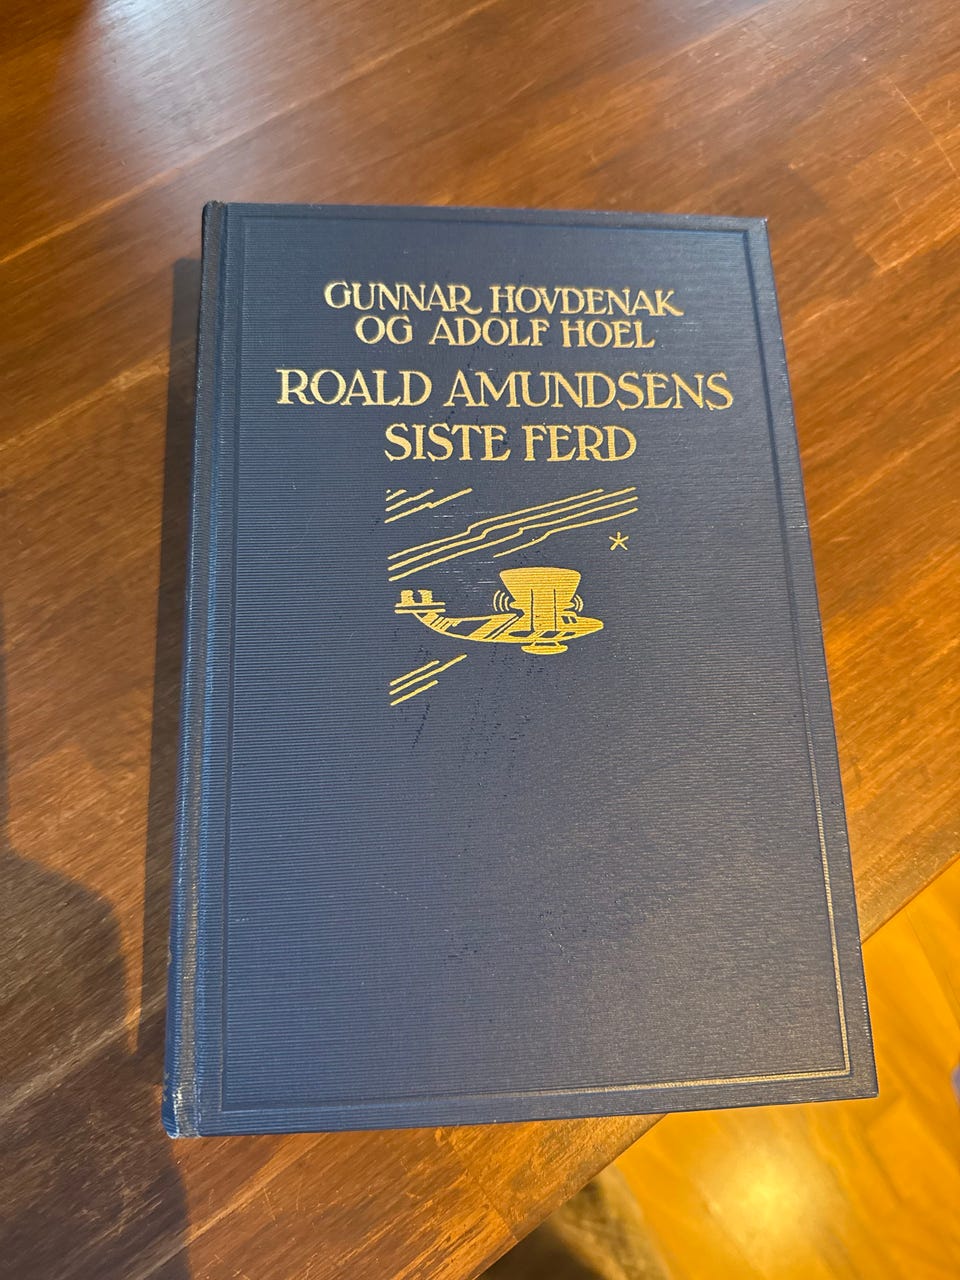 GUNNAR HOVDENAK
OG ADOLF HOEL
ROALD AMUNDSENS
SISTE FERD